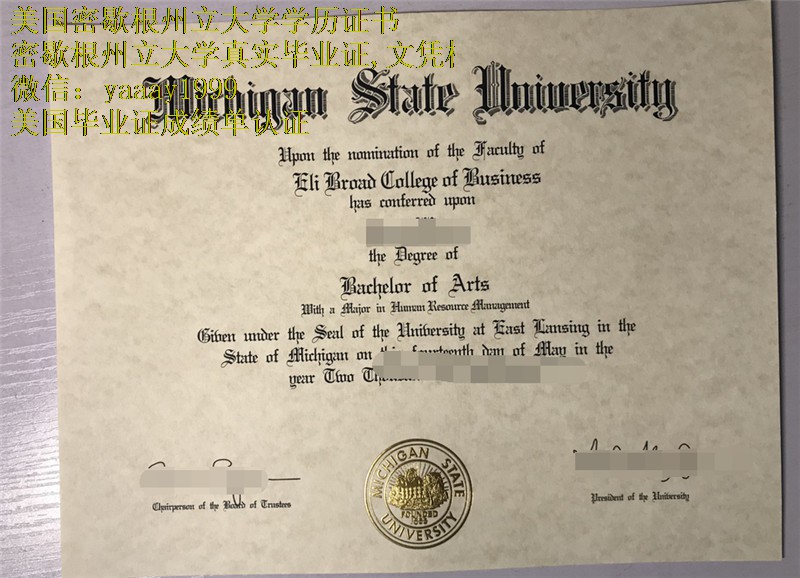 美国密歇根州立大学学历证书
密歇根州立大学真实毕业证,文凭
微信：yaaay1999
美国毕业证成绩单认证
Michigan State University
Upon the nomination of the Faculty of
Eli Broad College of Business
has conferred upon
the Degree of
Bachelor of Arts
With a Major in Human Resource Management
Given under the Seal of the University at East Lansing in the
State of Michigan on this fourteenth day of May in the
year Two
Chairperson of the Board of Trustees
MICHIGAN STATE
UNIVERSITY
FOUNDED
President of the University